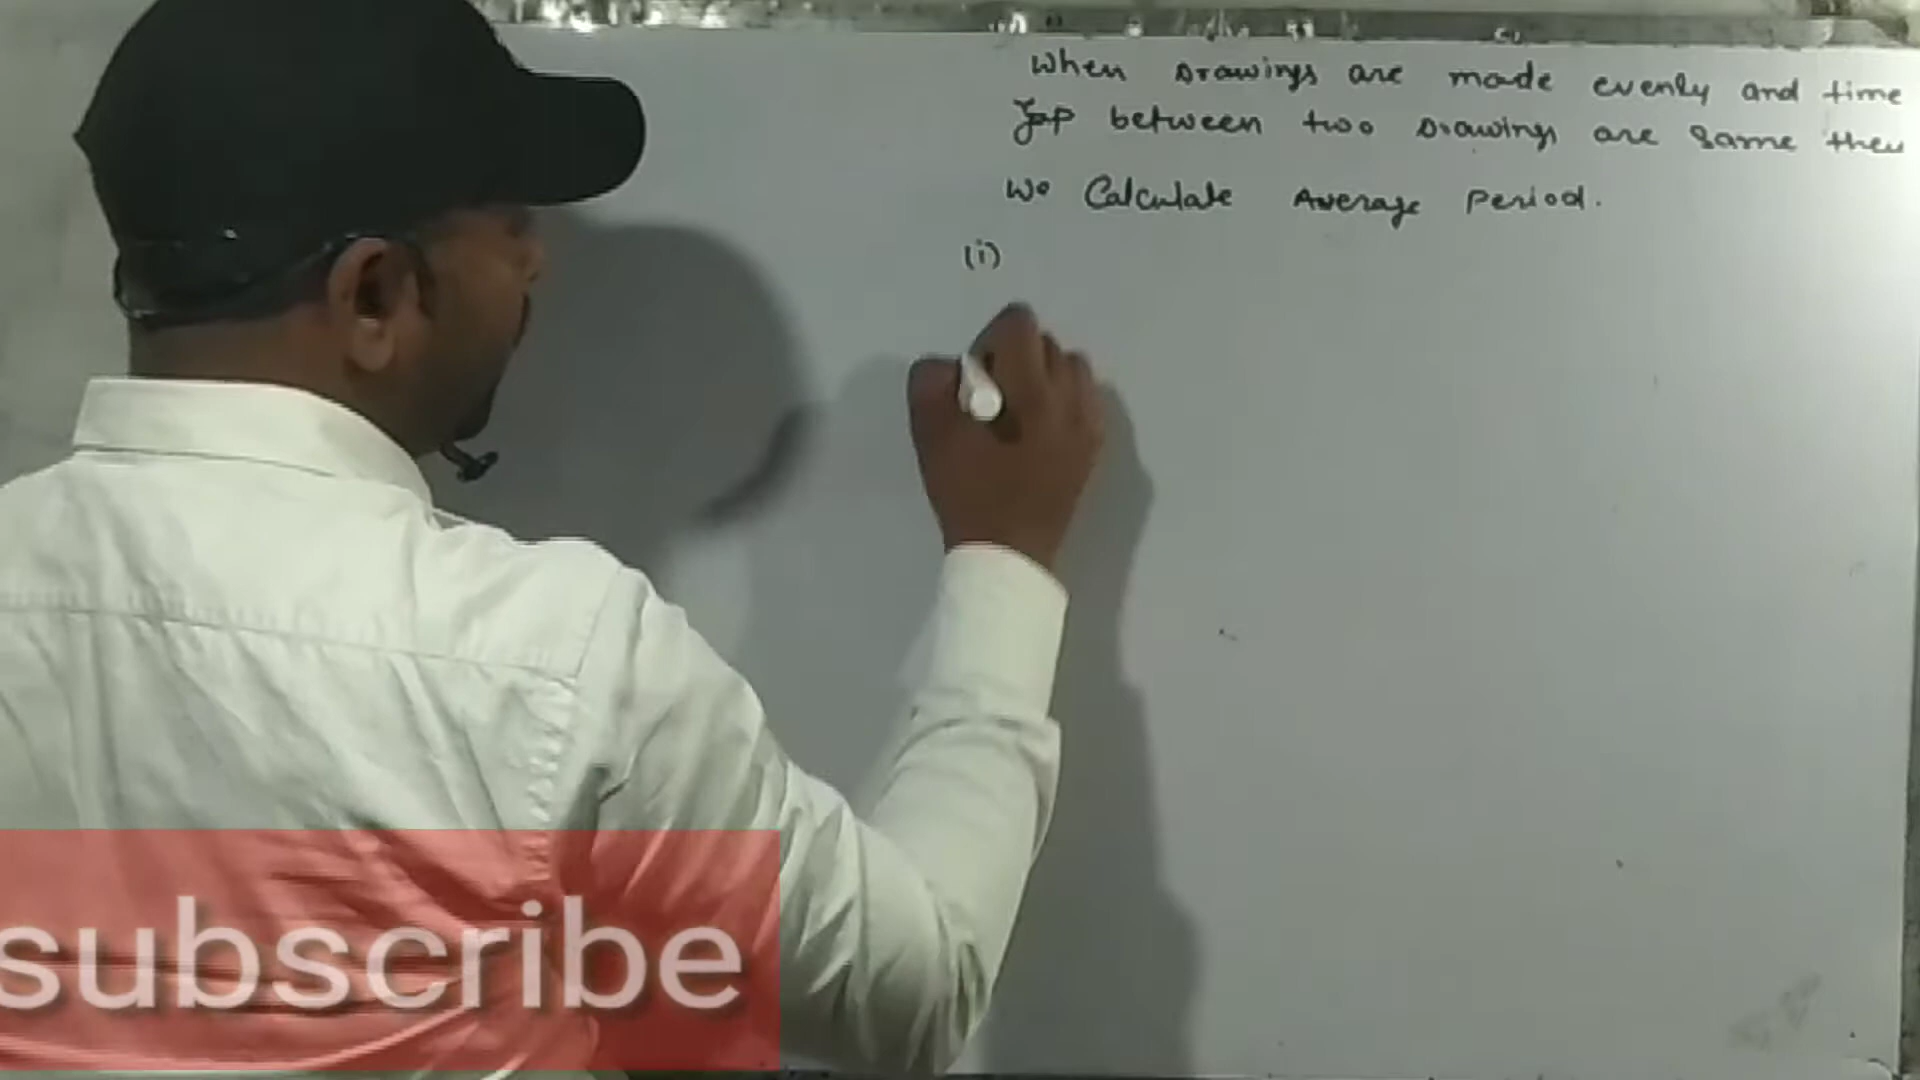 When Drawings are made evenly and time
gap between two Drawings are same then
We Calculate Average Period.
(i)
subscribe